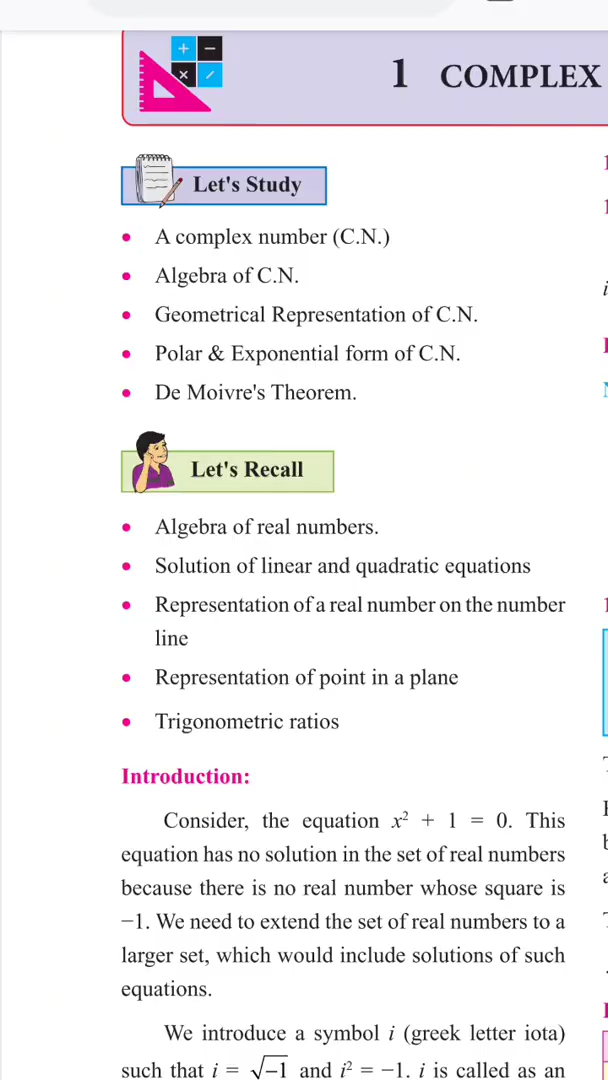 1 COMPLEX
Let's Study
• A complex number (C.N.)
• Algebra of C.N.
• Geometrical Representation of C.N.
• Polar & Exponential form of C.N.
• De Moivre's Theorem.
Let's Recall
• Algebra of real numbers.
• Solution of linear and quadratic equations
• Representation of a real number on the number
line
• Representation of point in a plane
• Trigonometric ratios
Introduction:
Consider, the equation x² + 1 = 0. This
equation has no solution in the set of real numbers
because there is no real number whose square is
−1. We need to extend the set of real numbers to a
larger set, which would include solutions of such
equations.
We introduce a symbol i (greek letter iota)
such that i = √−1 and i² = −1. i is called as an